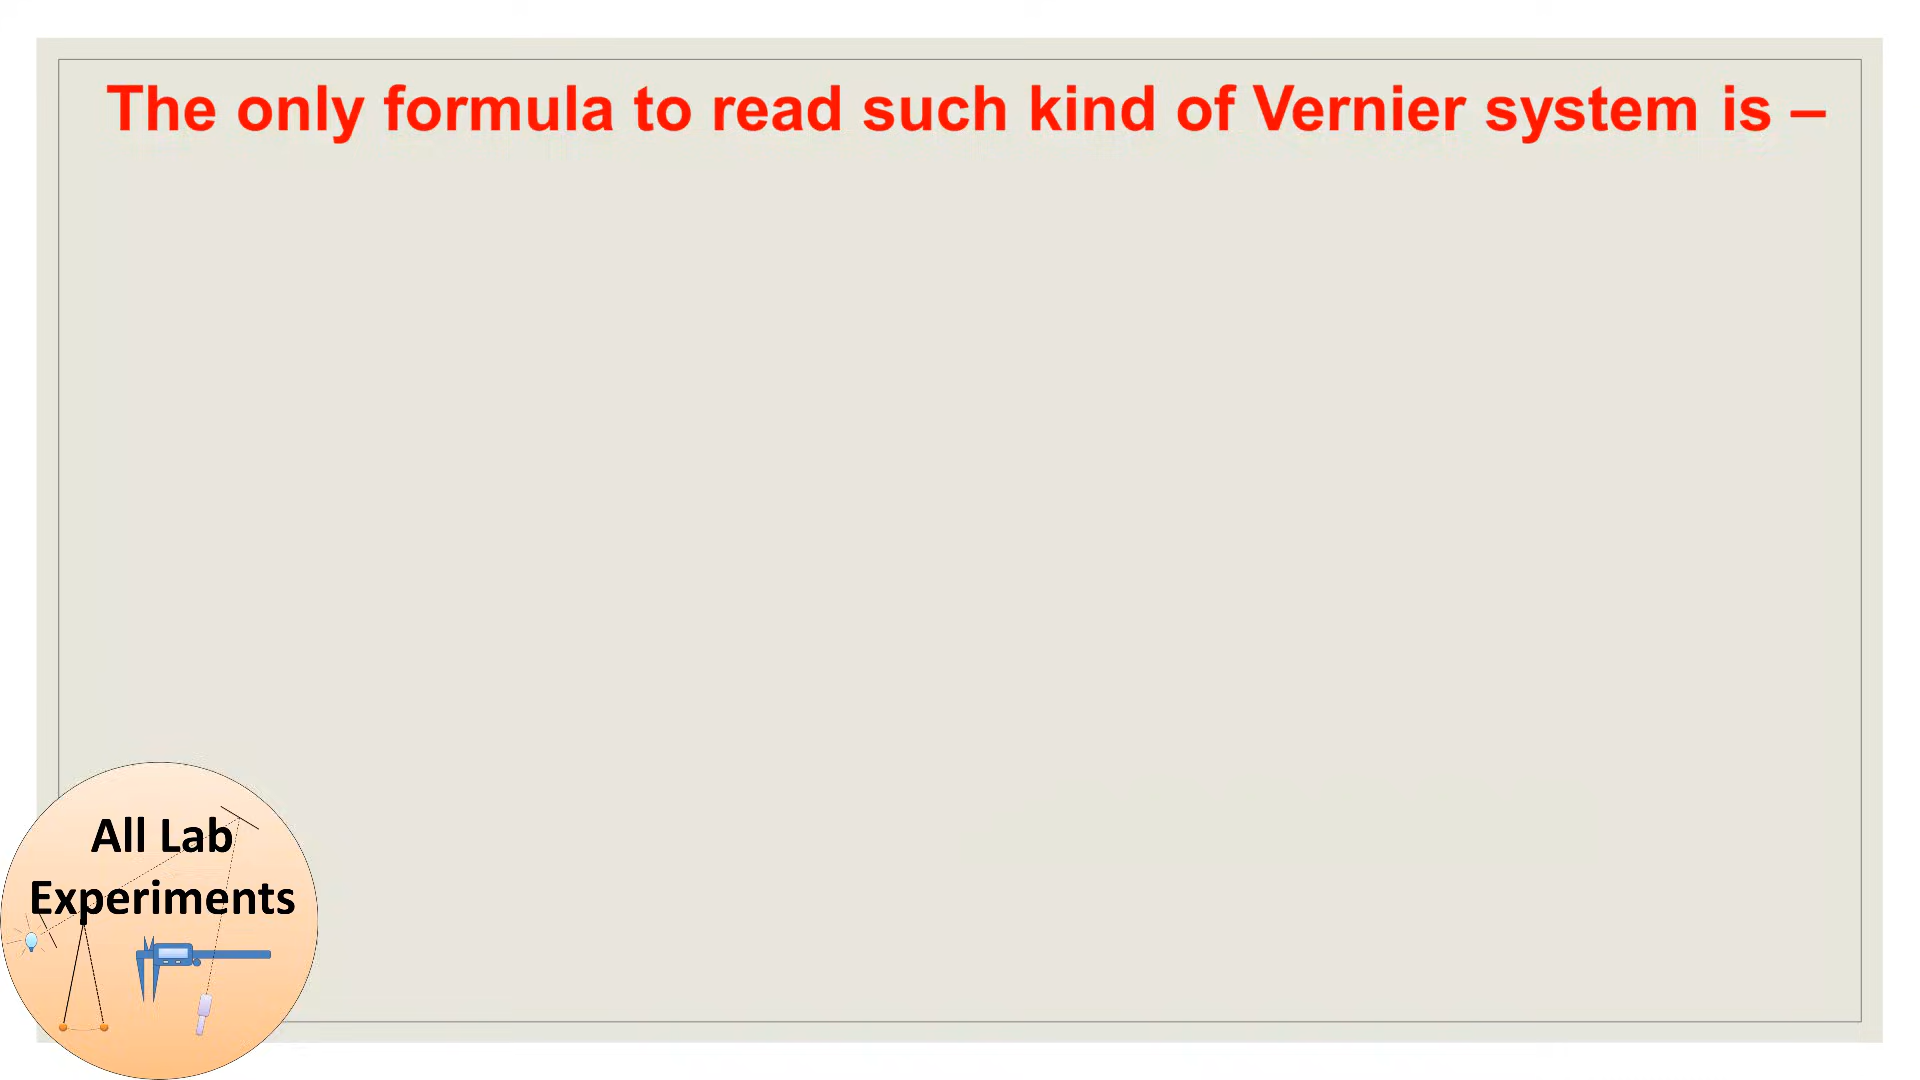 The only formula to read such kind of Vernier system is –
All Lab
Experiments